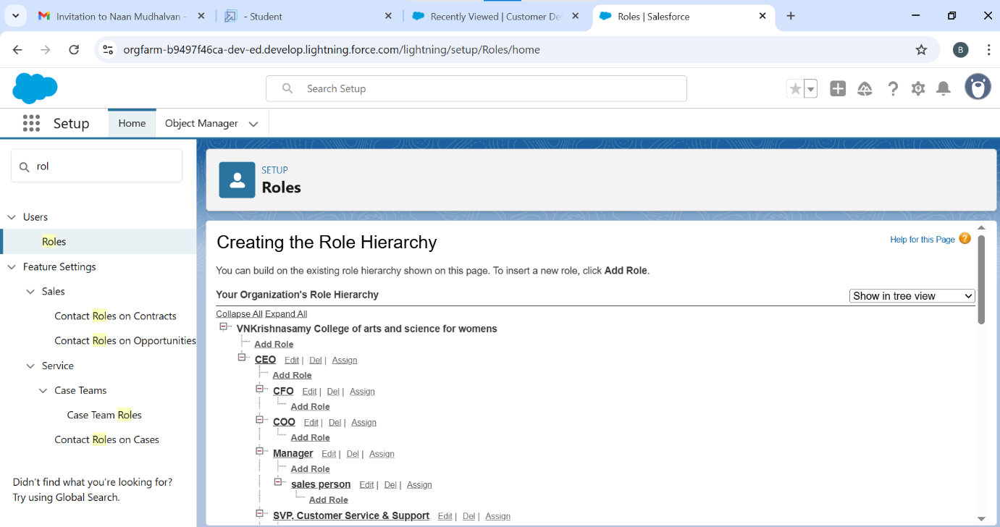 Invitation to Naan Mudhalvan -
- Student
Recently Viewed | Customer De
Roles | Salesforce
orgfarm-b9497f46ca-dev-ed.develop.lightning.force.com/lightning/setup/Roles/home
B
Search Setup
Setup
Home
Object Manager
rol
Users
Roles
Feature Settings
Sales
Contact Roles on Contracts
Contact Roles on Opportunities
Service
Case Teams
Case Team Roles
Contact Roles on Cases
Didn't find what you're looking for?
Try using Global Search.
SETUP
Roles
Creating the Role Hierarchy
Help for this Page ?
You can build on the existing role hierarchy shown on this page. To insert a new role, click Add Role.
Your Organization's Role Hierarchy
Show in tree view
Collapse All Expand All
VNKrishnasamy College of arts and science for womens
Add Role
CEO Edit | Del | Assign
Add Role
CFO Edit | Del | Assign
Add Role
COO Edit | Del | Assign
Add Role
Manager Edit | Del | Assign
Add Role
sales person Edit | Del | Assign
Add Role
SVP, Customer Service & Support Edit | Del | Assign